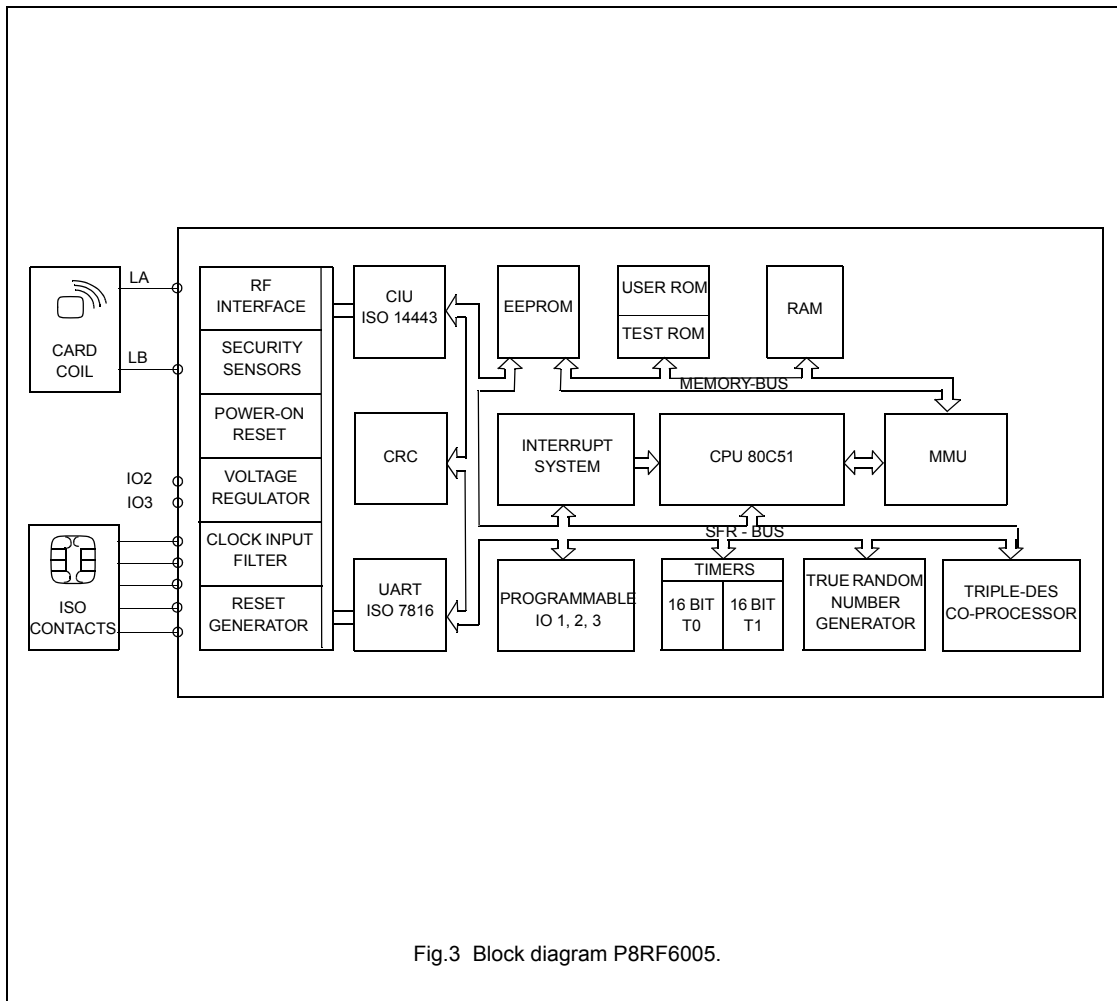 LA
LB
CARD
COIL
IO2
IO3
ISO
CONTACTS
RF
INTERFACE
SECURITY
SENSORS
POWER-ON
RESET
VOLTAGE
REGULATOR
CLOCK INPUT
FILTER
RESET
GENERATOR
CIU
ISO 14443
CRC
UART
ISO 7816
EEPROM
USER ROM
TEST ROM
RAM
MEMORY-BUS
INTERRUPT
SYSTEM
CPU 80C51
MMU
SFR - BUS
PROGRAMMABLE
IO 1, 2, 3
TIMERS
16 BIT
T0
16 BIT
T1
TRUE RANDOM
NUMBER
GENERATOR
TRIPLE-DES
CO-PROCESSOR
Fig.3 Block diagram P8RF6005.